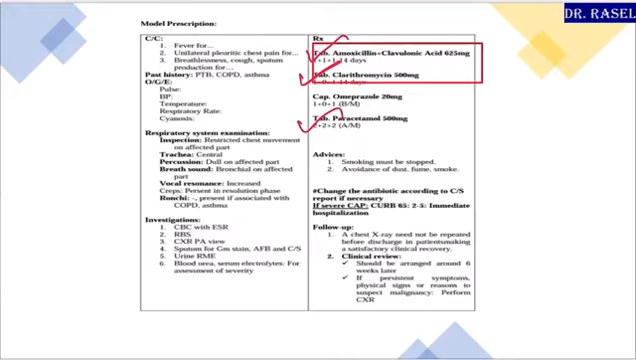 DR. RASEL
Model Prescription:
C/C:
1. Fever for...
2. Unilateral pleuritic chest pain for...
3. Breathlessness, cough, sputum
production for...
Past history: PTB, COPD, asthma
O/G/E:
Pulse:
BP:
Temperature:
Respiratory Rate:
Cyanosis:
Respiratory system examination:
Inspection: Restricted chest movement
on affected part
Trachea: Central
Percussion: Dull on affected part
Breath sound: Bronchial on affected
part
Vocal resonance: Increased
Creps: Persent in resolution phase
Ronchi: -, present if associated with
COPD, asthma
Investigations:
1. CBC with ESR
2. RBS
3. CXR PA view
4. Sputum for Gm stain, AFB and C/S
5. Urine RME
6. Blood urea, serum electrolytes: For
assessment of severity
Rx
Tab. Amoxicillin+Clavulonic Acid 625mg
1+1+1 14 days
Tab. Clarithromycin 500mg
14 days
Cap. Omeprazole 20mg
1+0+1 (B/M)
Tab. Paracetamol 500mg
2+2+2 (A/M)
Advices:
1. Smoking must be stopped.
2. Avoidance of dust, fume, smoke.
#Change the antibiotic according to C/S
report if necessary
If severe CAP: CURB 65: 2-5: Immediate
hospitalization
Follow-up:
1. A chest X-ray need not be repeated
before discharge in patientsmaking
a satisfactory clinical recovery.
2. Clinical review:
➢ Should be arranged around 6
weeks later
➢ If persistent symptoms,
physical signs or reasons to
suspect malignancy: Perform
CXR